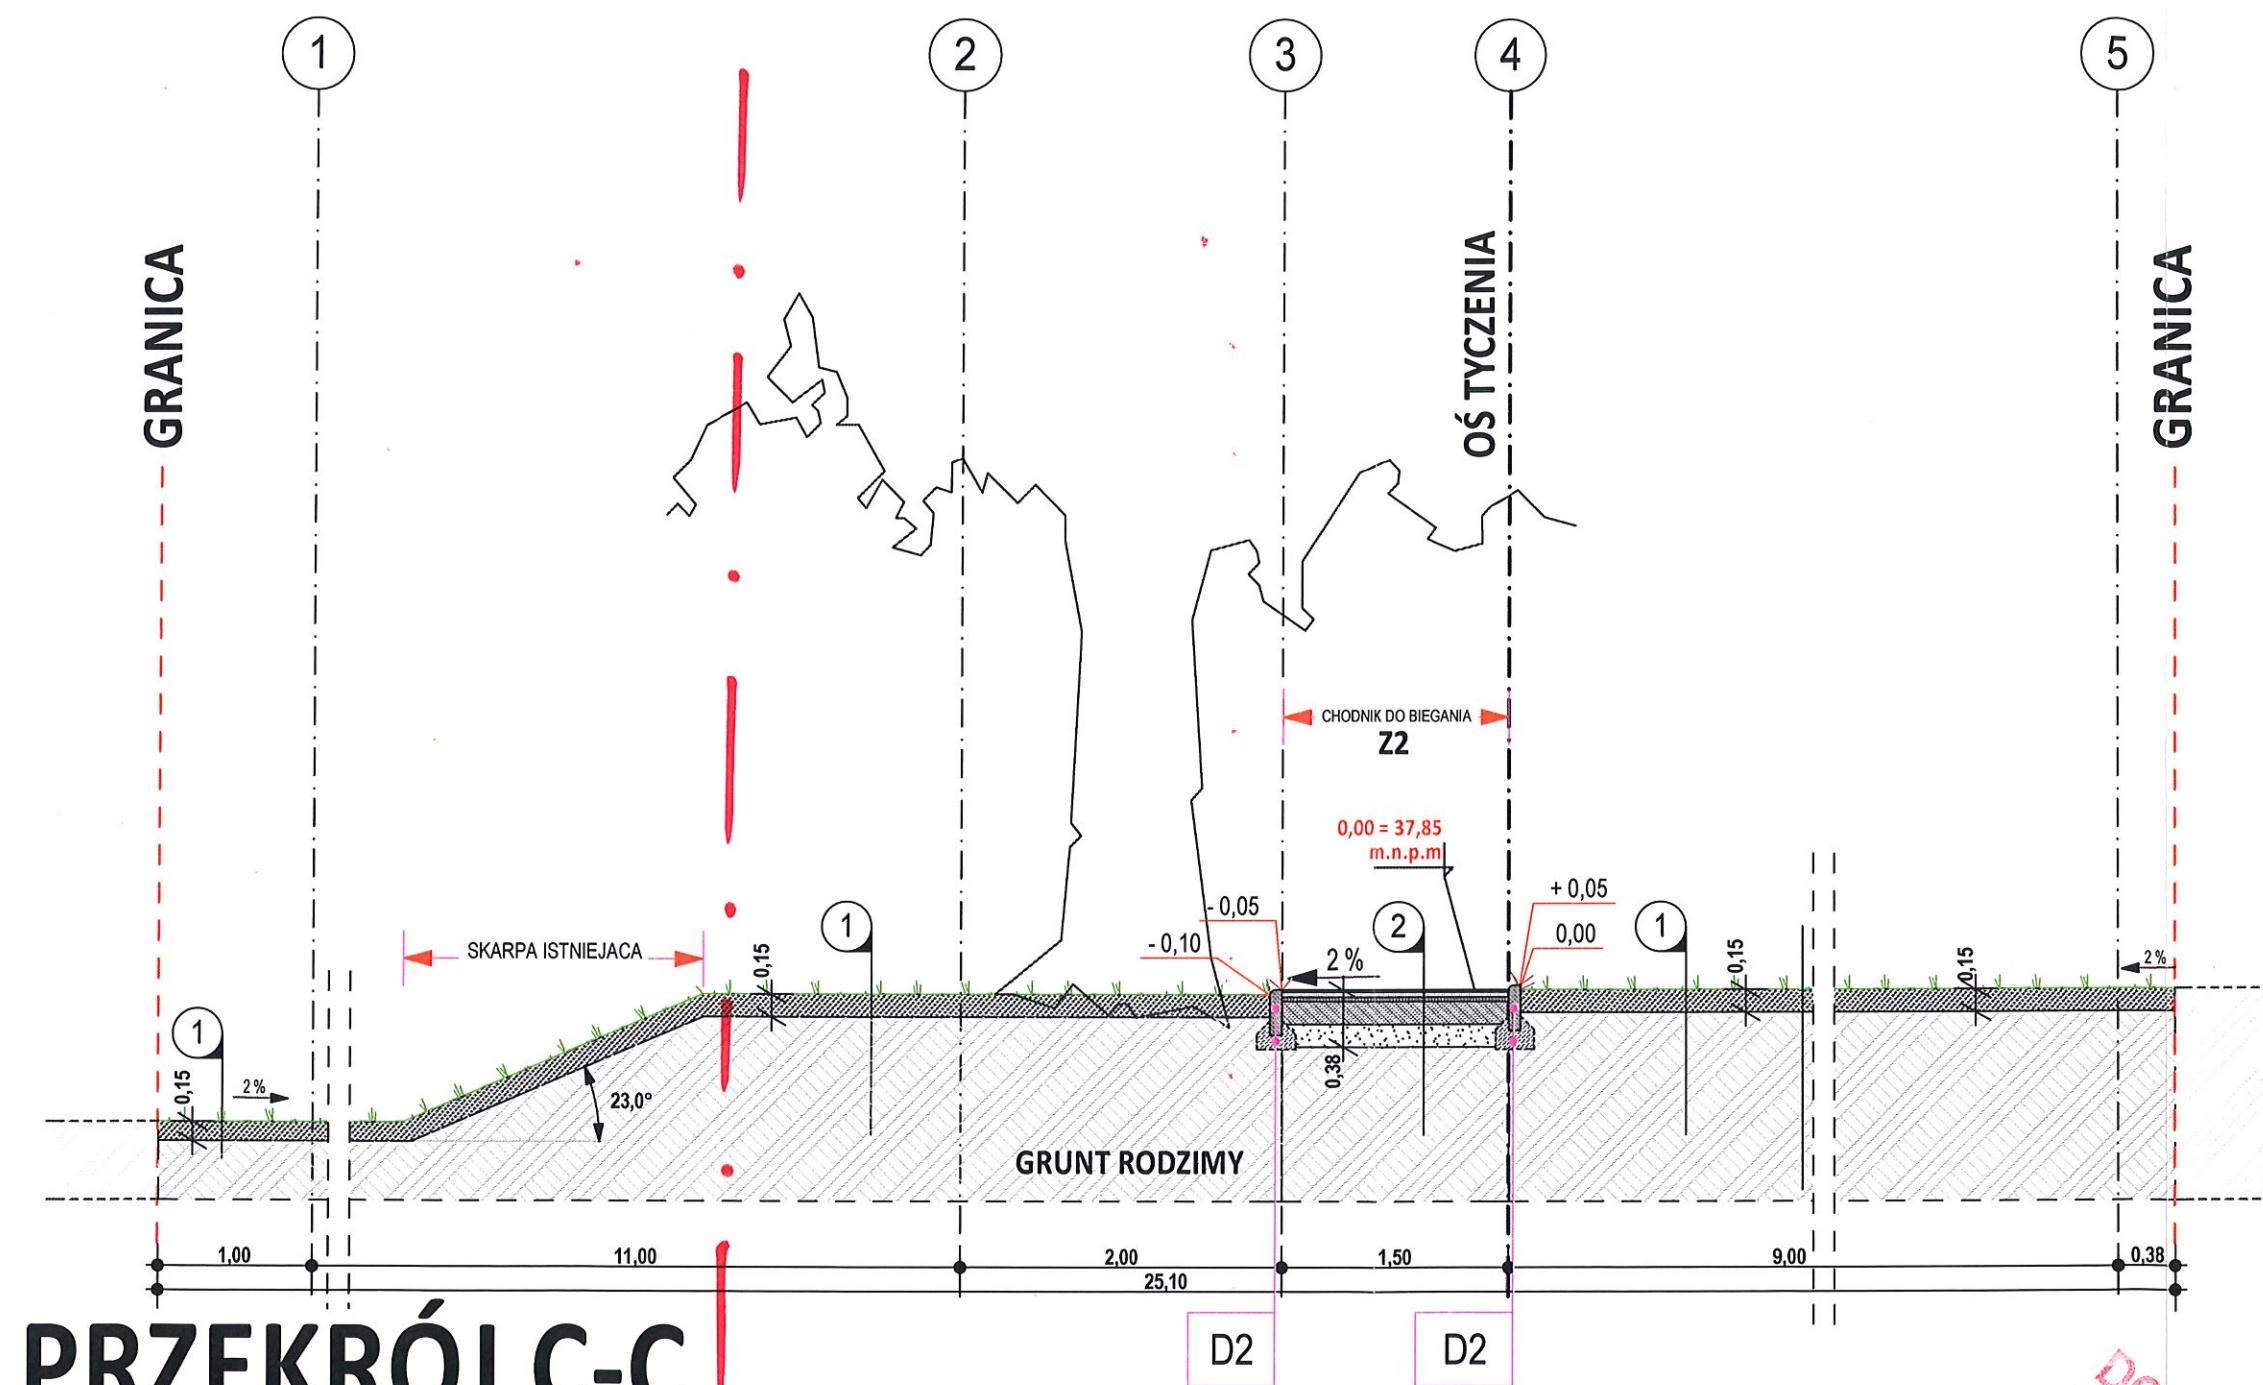 1
2
3
4
5
GRANICA
OŚ TYCZENIA
GRANICA
CHODNIK DO BIEGANIA
Z2
0,00 = 37,85
m.n.p.m
+ 0,05
- 0,05
0,00
- 0,10
1
2
1
2 %
0,15
0,15
0,15
2 %
SKARPA ISTNIEJACA
1
0,15
2 %
23,0°
0,38
GRUNT RODZIMY
1,00
11,00
2,00
1,50
9,00
0,38
25,10
PRZEKRÓJ C-C
D2
D2